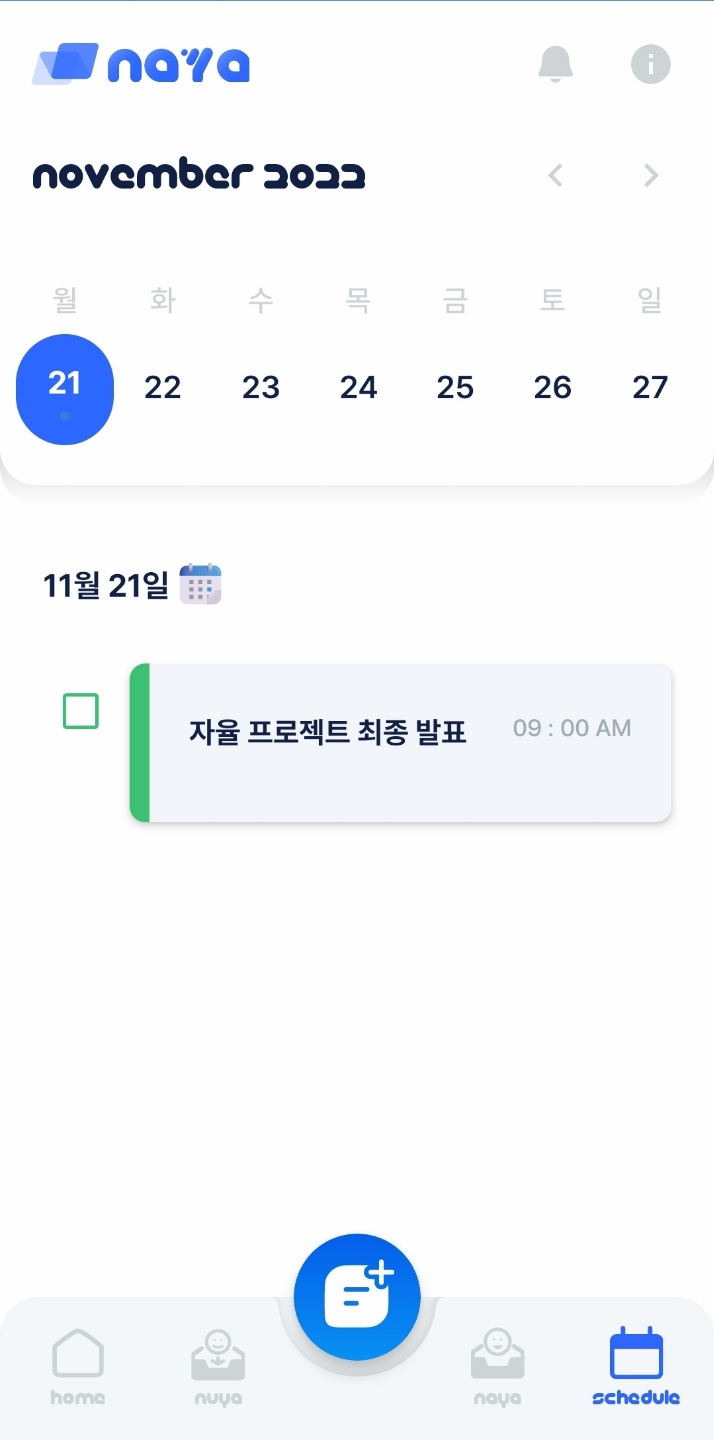 naya
november 2022
월 화 수 목 금 토 일
21 22 23 24 25 26 27
11월 21일
자율 프로젝트 최종 발표 09 : 00 AM
home nuya naya schedule